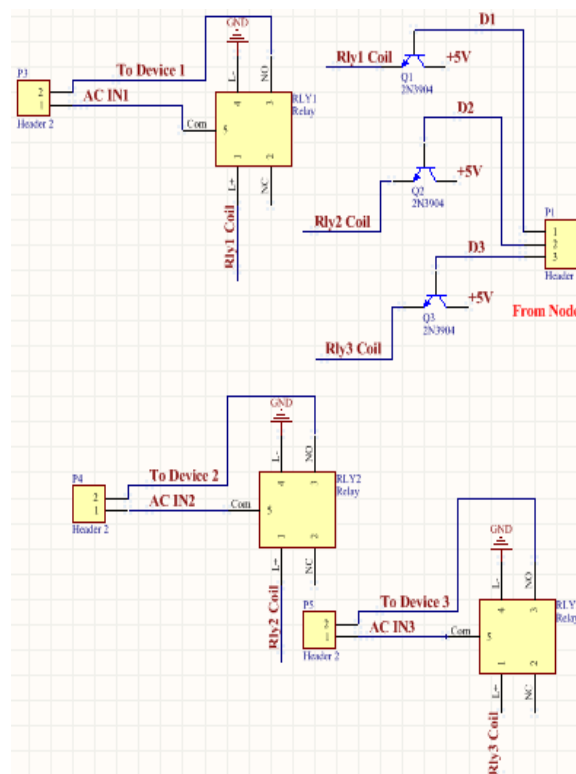 GND
D1
P3
To Device 1
L-
NO
Rly1 Coil
+5V
2
1
AC IN1
4
3
RLY1
Relay
Q1
2N3904
Header 2
Com
5
D2
1
2
L+
NC
+5V
Q2
2N3904
P1
Rly1 Coil
Rly2 Coil
1
2
3
D3
Header
+5V
From Node
Q3
2N3904
Rly3 Coil
GND
To Device 2
L-
NO
P4
2
1
AC IN2
4
3
RLY2
Relay
Header 2
Com
5
1
2
L+
NC
Rly2 Coil
GND
To Device 3
L-
NO
P5
2
1
AC IN3
4
3
RLY
Relay
Header 2
Com
5
1
2
L+
NC
Rly3 Coil